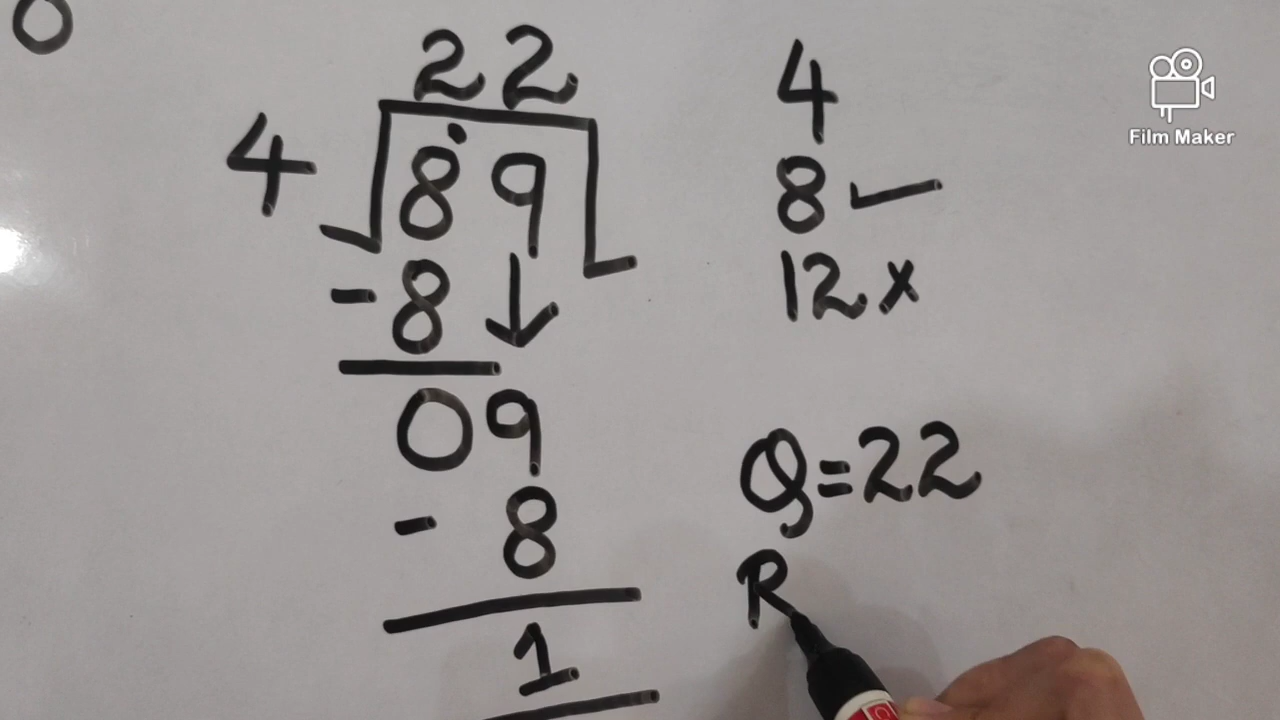 0
22
4 89
- 8
09
- 8
1
4
8 ✓
12 x
Q=22
R
Film Maker